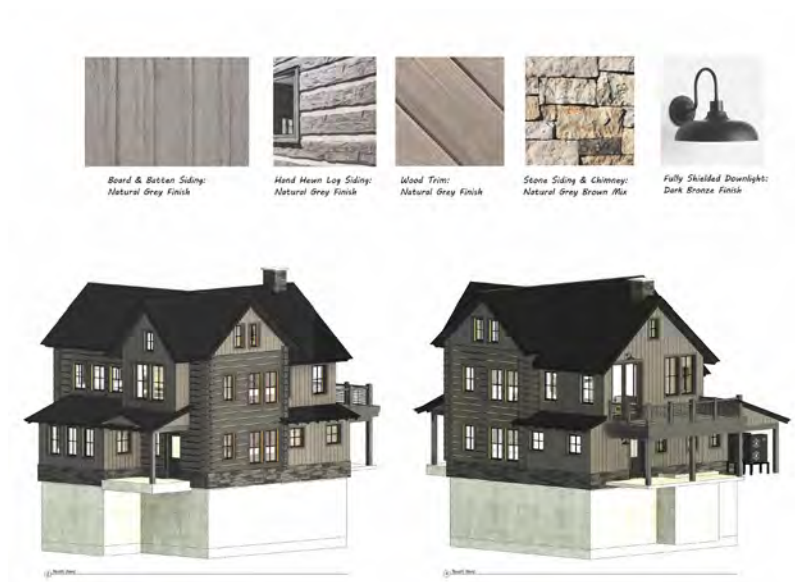 Board & Batten Siding:
Natural Grey Finish
Hand Hewn Log Siding:
Natural Grey Finish
Wood Trim:
Natural Grey Finish
Stone Siding & Chimney:
Natural Grey Brown Mix
Fully Shielded Downlight:
Dark Bronze Finish